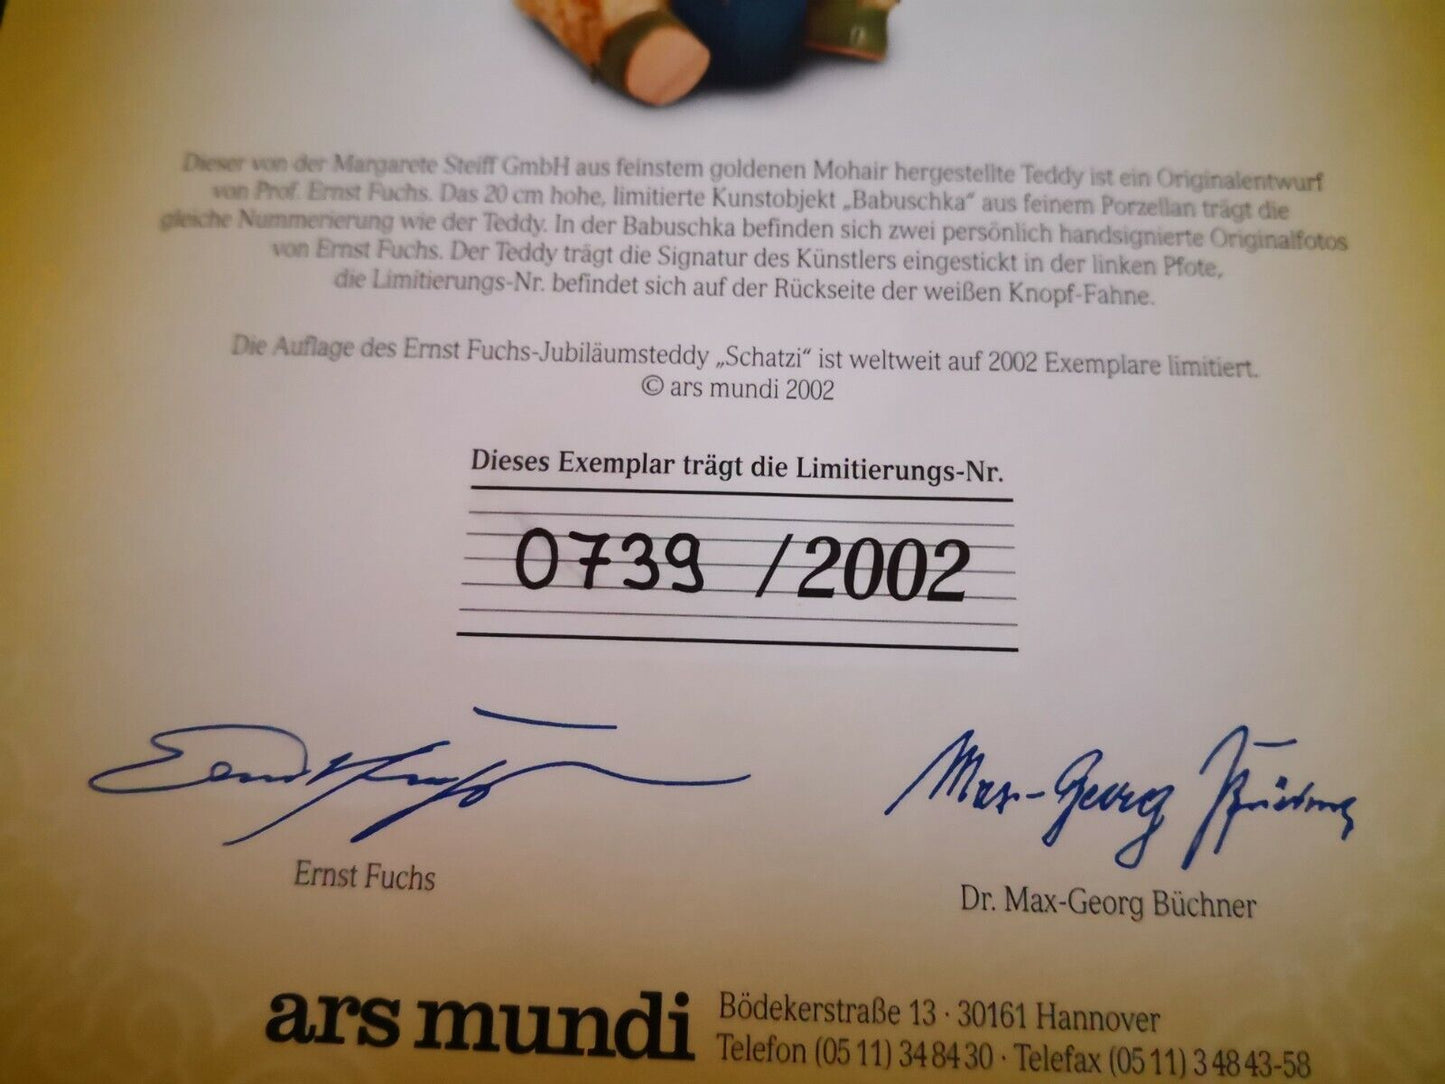 Dieser von der Margarete Steiff GmbH aus feinstem goldenen Mohair hergestellte Teddy ist ein Originalentwurf
von Prof. Ernst Fuchs. Das 20 cm hohe, limitierte Kunstobjekt „Babuschka“ aus feinem Porzellan trägt die
gleiche Nummerierung wie der Teddy. In der Babuschka befinden sich zwei persönlich handsignierte Originalfotos
von Ernst Fuchs. Der Teddy trägt die Signatur des Künstlers eingestickt in der linken Pfote,
die Limitierungs-Nr. befindet sich auf der Rückseite der weißen Knopf-Fahne.
Die Auflage des Ernst Fuchs-Jubiläumsteddy „Schatzi“ ist weltweit auf 2002 Exemplare limitiert.
© ars mundi 2002
Dieses Exemplar trägt die Limitierungs-Nr.
0739 /2002
Ernst Fuchs
Max-Georg Büchner
Ernst Fuchs
Dr. Max-Georg Büchner
ars mundi
Bödekerstraße 13 · 30161 Hannover
Telefon (05 11) 34 84 30 · Telefax (05 11) 3 48 43-58